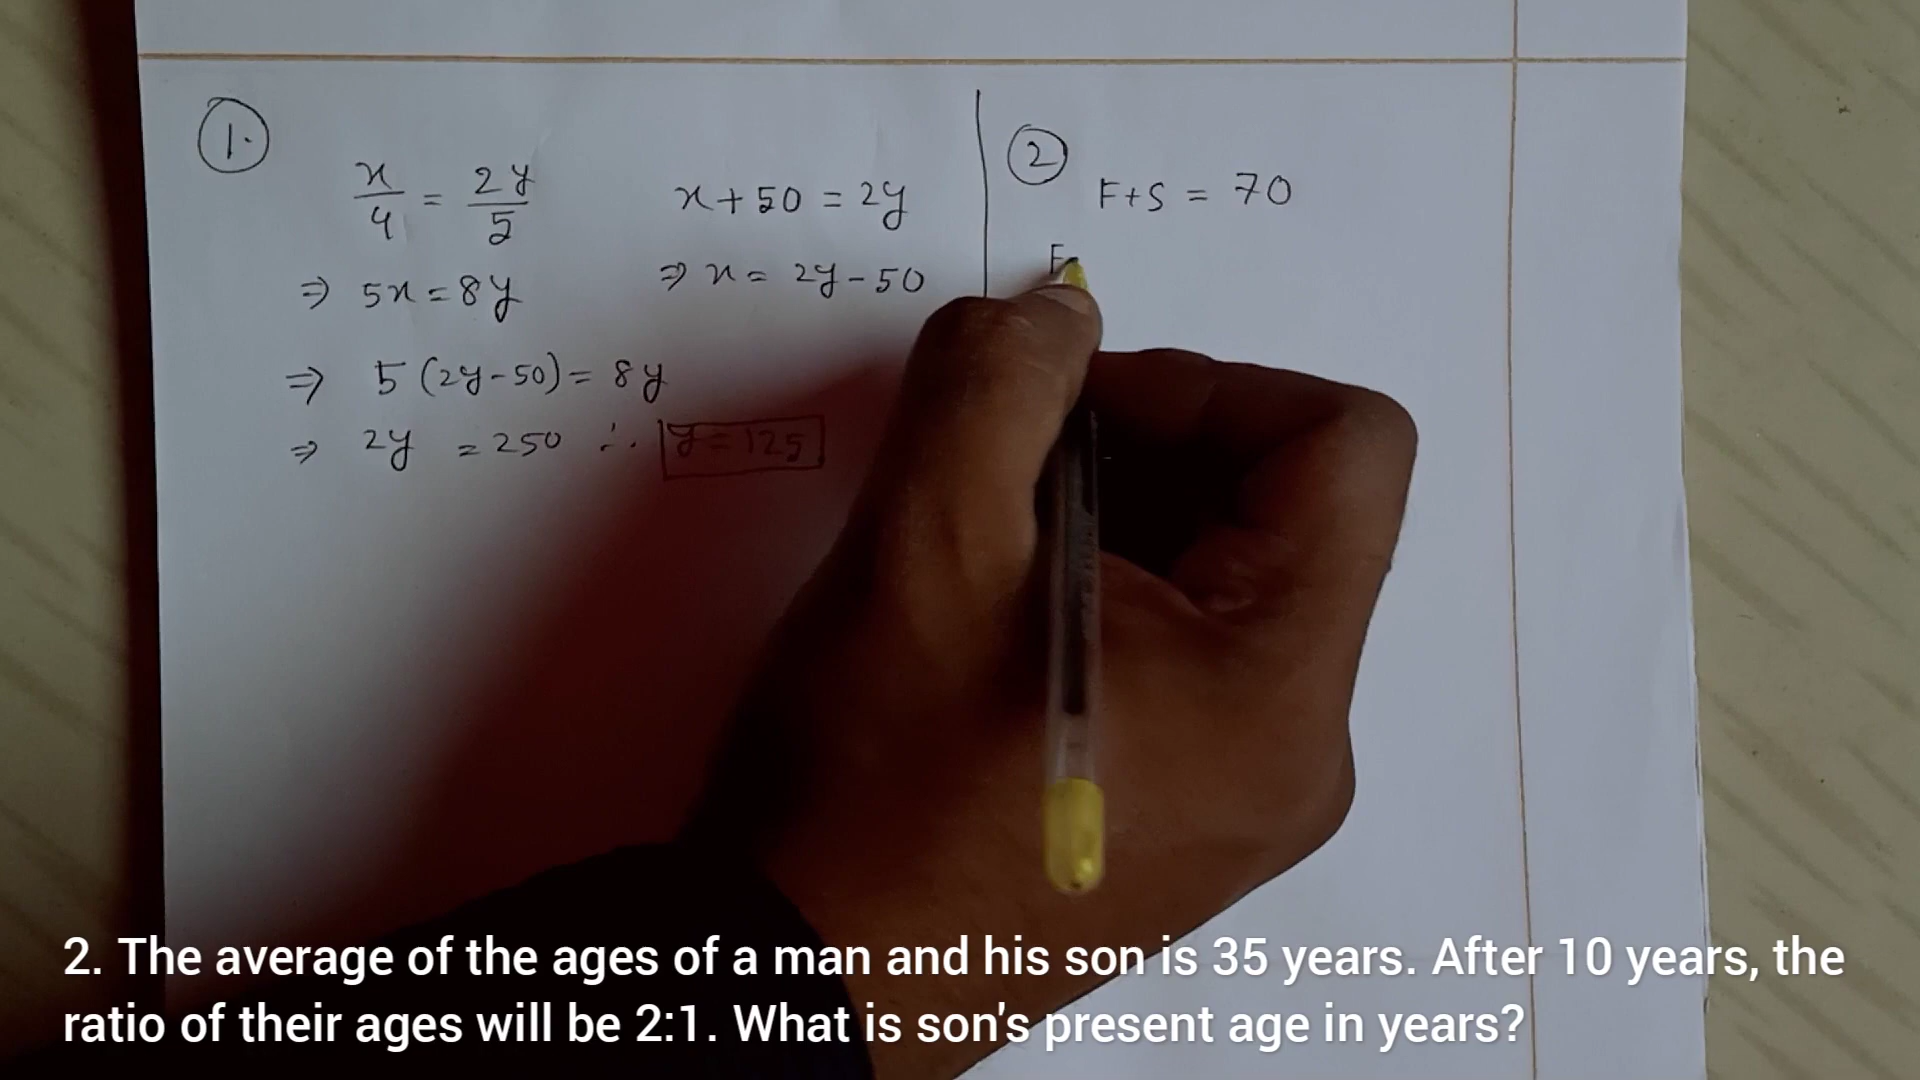 1.
x/4 = 2y/5
x+50 = 2y
⇒ 5x = 8y
⇒ x = 2y-50
⇒ 5(2y-50) = 8y
⇒ 2y = 250 ∴ y = 125
2
F+S = 70
F
2. The average of the ages of a man and his son is 35 years. After 10 years, the
ratio of their ages will be 2:1. What is son's present age in years?